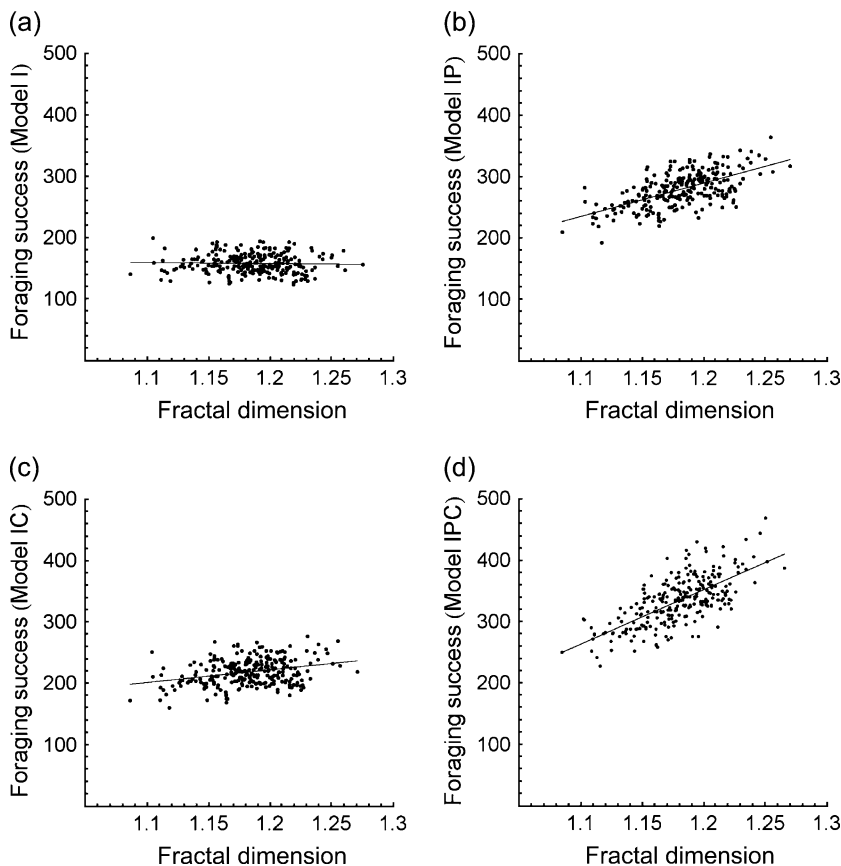 (a)
Foraging success (Model I)
500
400
300
200
100
1.1 1.15 1.2 1.25 1.3
Fractal dimension
(b)
Foraging success (Model IP)
500
400
300
200
100
1.1 1.15 1.2 1.25 1.3
Fractal dimension
(c)
Foraging success (Model IC)
500
400
300
200
100
1.1 1.15 1.2 1.25 1.3
Fractal dimension
(d)
Foraging success (Model IPC)
500
400
300
200
100
1.1 1.15 1.2 1.25 1.3
Fractal dimension